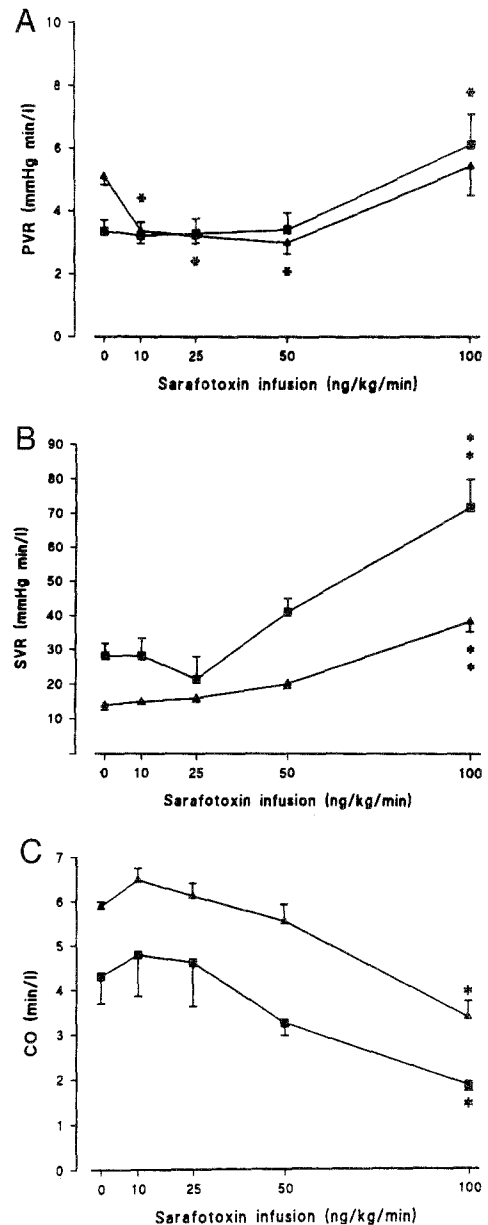 A
10
8
6
4
2
0
PVR (mmHg min/l)
*
*
*
*
0 10 25 50 100
Sarafotoxin infusion (ng/kg/min)
B
90
80
70
60
50
40
30
20
10
SVR (mmHg min/l)
*
*
*
*
0 10 25 50 100
Sarafotoxin infusion (ng/kg/min)
C
7
6
5
4
3
2
1
0
CO (min/l)
*
*
0 10 25 50 100
Sarafotoxin infusion (ng/kg/min)